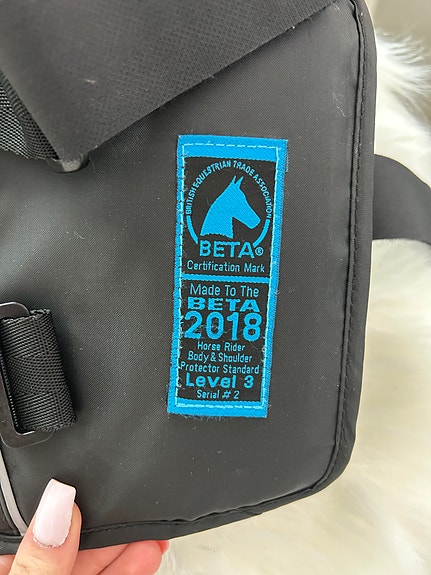 BRITISH EQUESTRIAN TRADE ASSOCIATION
BETA®
Certification Mark
Made To The
BETA
2018
Horse Rider
Body & Shoulder
Protector Standard
Level 3
Serial # 2